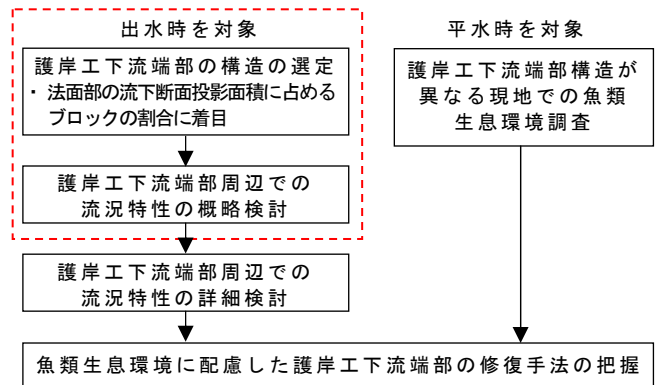 出水時を対象
護岸工下流端部の構造の選定
・ 法面部の流下断面投影面積に占める
ブロックの割合に着目
護岸工下流端部周辺での
流況特性の概略検討
護岸工下流端部周辺での
流況特性の詳細検討
平水時を対象
護岸工下流端部構造が
異なる現地での魚類
生息環境調査
魚類生息環境に配慮した護岸工下流端部の修復手法の把握